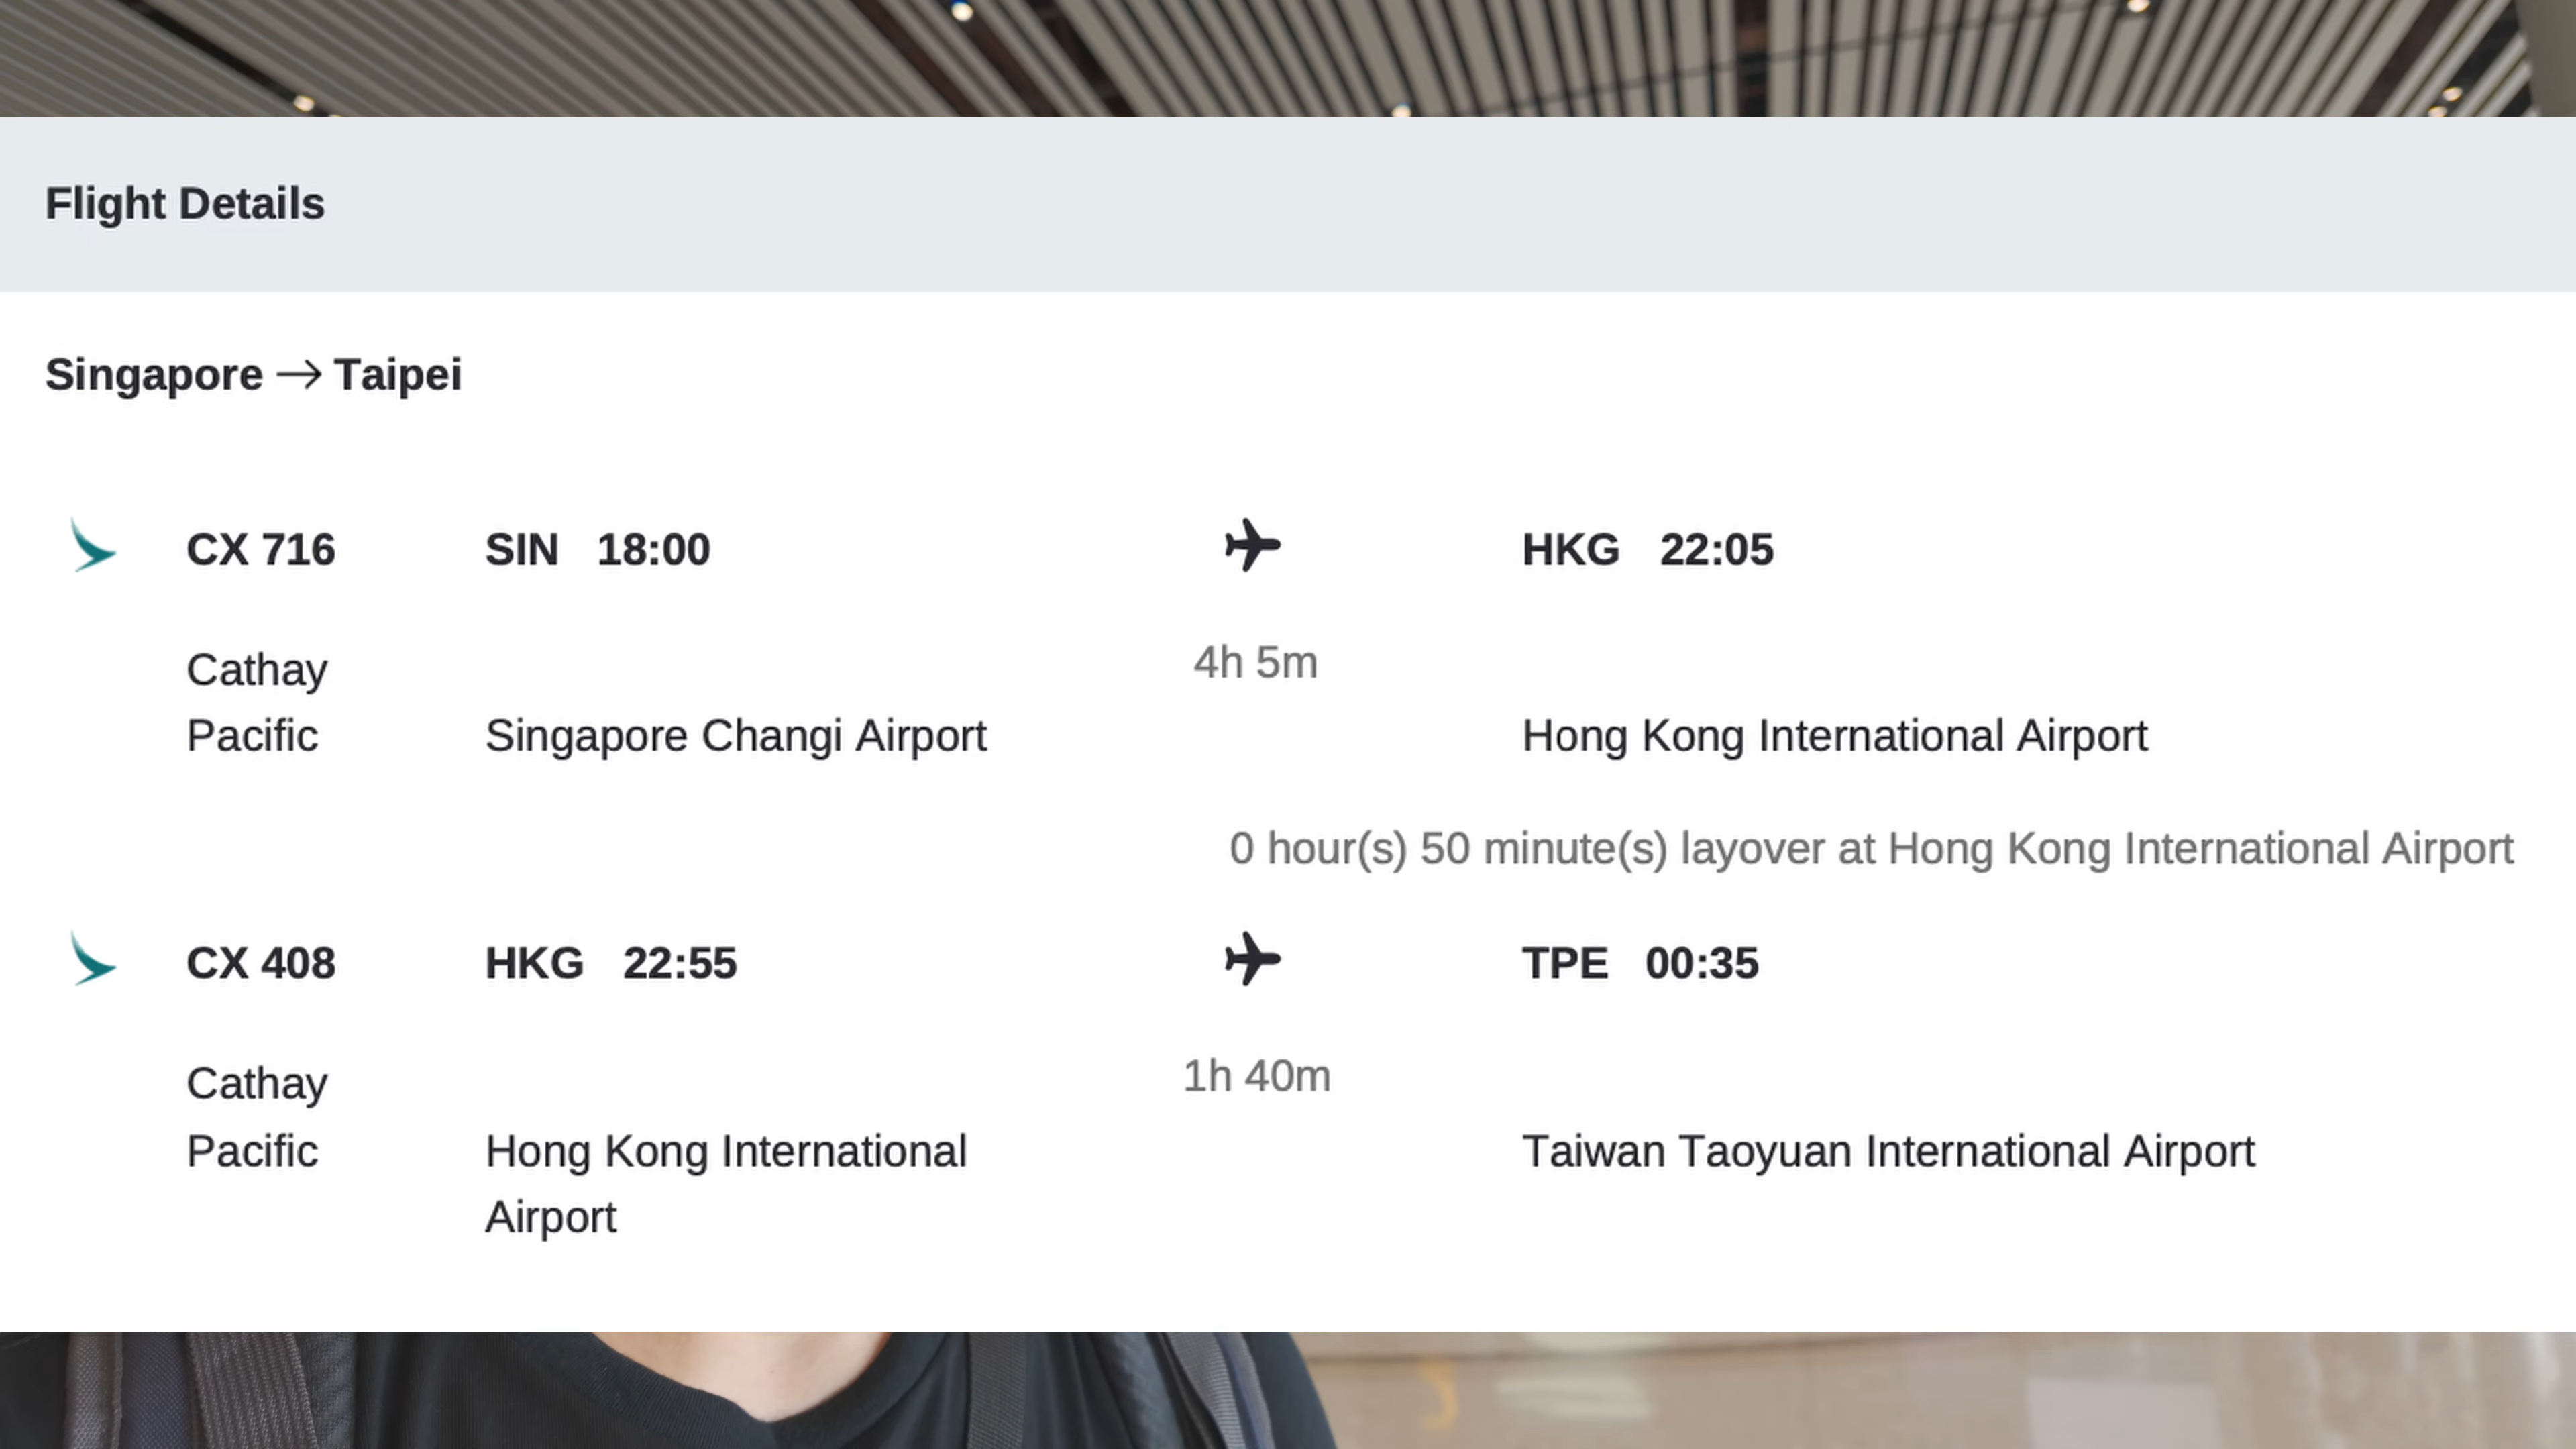 Flight Details
Singapore → Taipei
CX 716 SIN 18:00 HKG 22:05
4h 5m
Cathay
Pacific Singapore Changi Airport Hong Kong International Airport
0 hour(s) 50 minute(s) layover at Hong Kong International Airport
CX 408 HKG 22:55 TPE 00:35
1h 40m
Cathay
Pacific Hong Kong International Taiwan Taoyuan International Airport
Airport